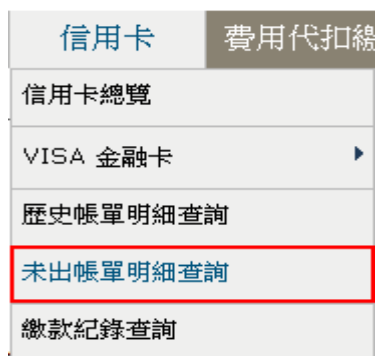 信用卡 費用代扣繳
信用卡總覽
VISA 金融卡
歷史帳單明細查詢
未出帳單明細查詢
繳款紀錄查詢